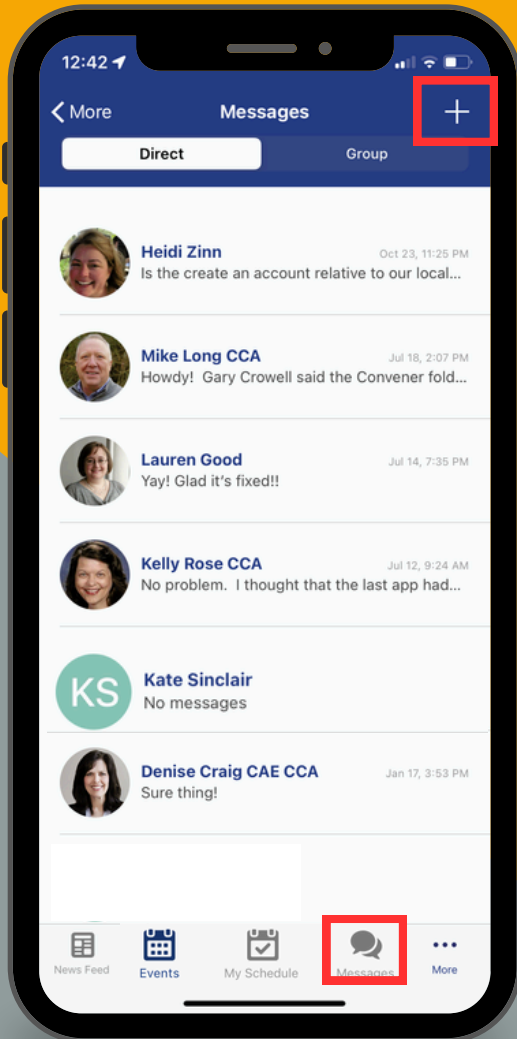 12:42
More
Messages
Direct
Group
Heidi Zinn
Oct 23, 11:25 PM
Is the create an account relative to our local...
Mike Long CCA
Jul 18, 2:07 PM
Howdy!  Gary Crowell said the Convener fold...
Lauren Good
Jul 14, 7:35 PM
Yay! Glad it's fixed!!
Kelly Rose CCA
Jul 12, 9:24 AM
No problem.  I thought that the last app had...
KS
Kate Sinclair
No messages
Denise Craig CAE CCA
Jan 17, 3:53 PM
Sure thing!
News Feed
Events
My Schedule
Messages
More